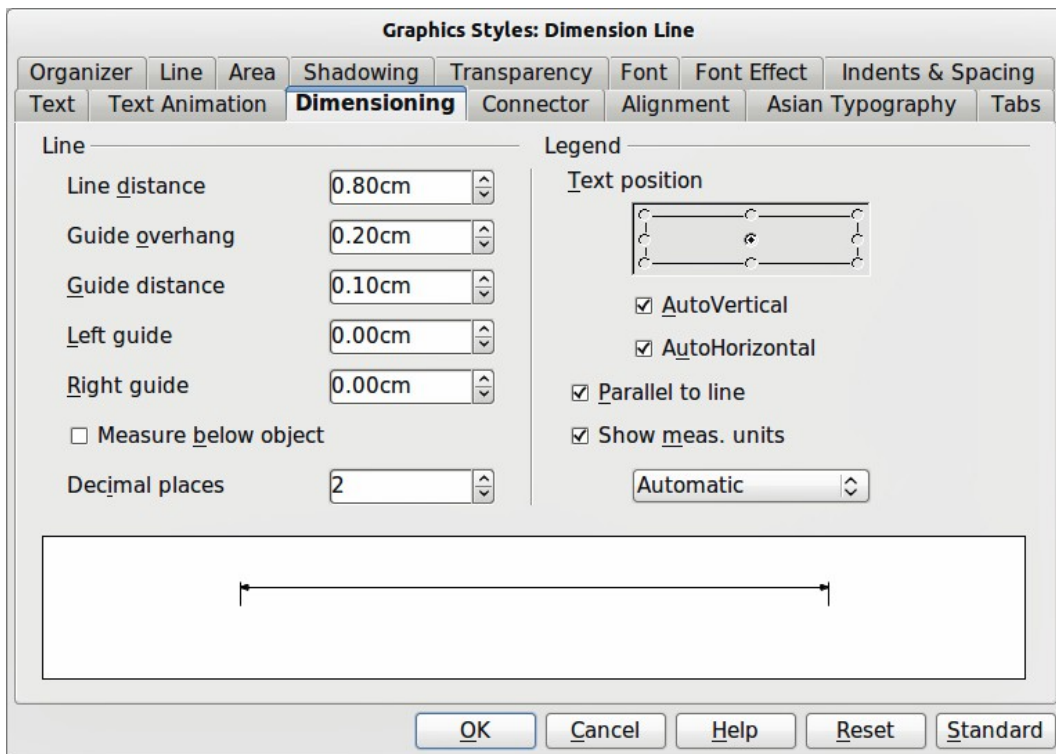 Graphics Styles: Dimension Line
Organizer Line Area Shadowing Transparency Font Font Effect Indents & Spacing
Text Text Animation Dimensioning Connector Alignment Asian Typography Tabs
Line
Line distance 0.80cm
Guide overhang 0.20cm
Guide distance 0.10cm
Left guide 0.00cm
Right guide 0.00cm
Measure below object
Decimal places 2
Legend
Text position
AutoVertical
AutoHorizontal
Parallel to line
Show meas. units
Automatic
OK Cancel Help Reset Standard